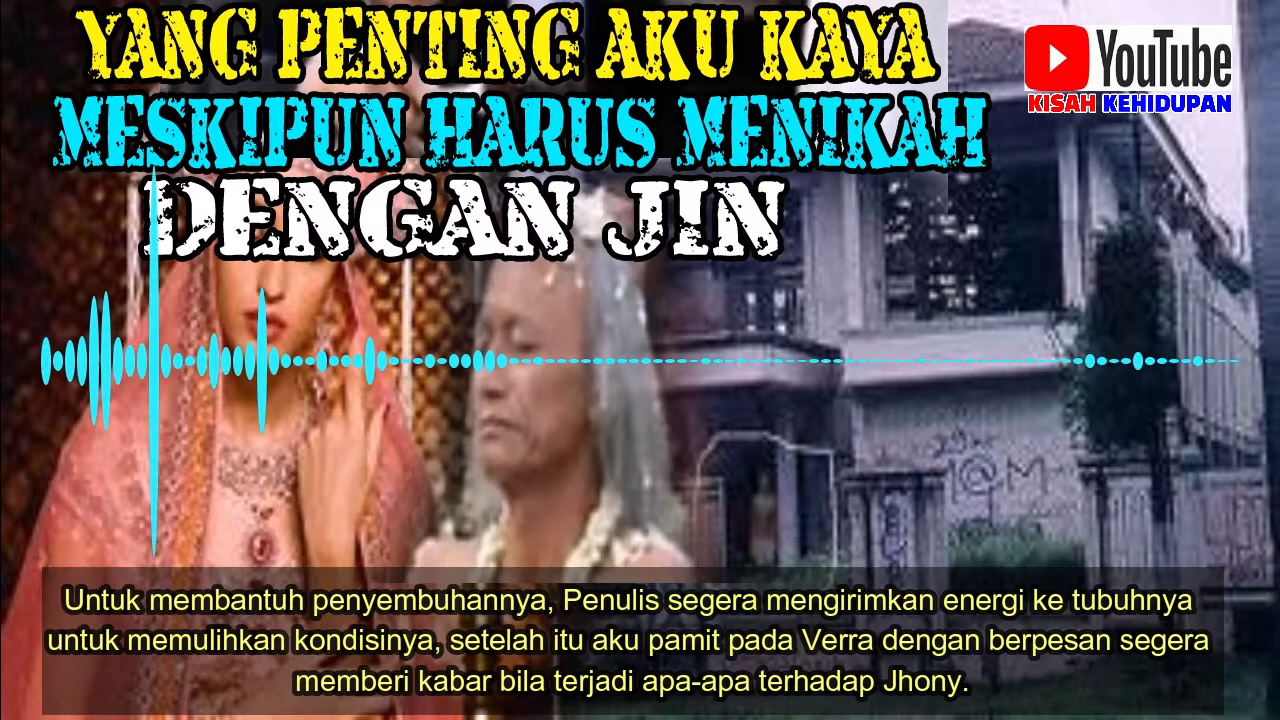 YANG PENTING AKU KAYA
MESKIPUN HARUS MENIKAH
DENGAN JIN
YouTube
KISAH KEHIDUPAN
Untuk membantuh penyembuhannya, Penulis segera mengirimkan energi ke tubuhnya
untuk memulihkan kondisinya, setelah itu aku pamit pada Verra dengan berpesan segera
memberi kabar bila terjadi apa-apa terhadap Jhony.